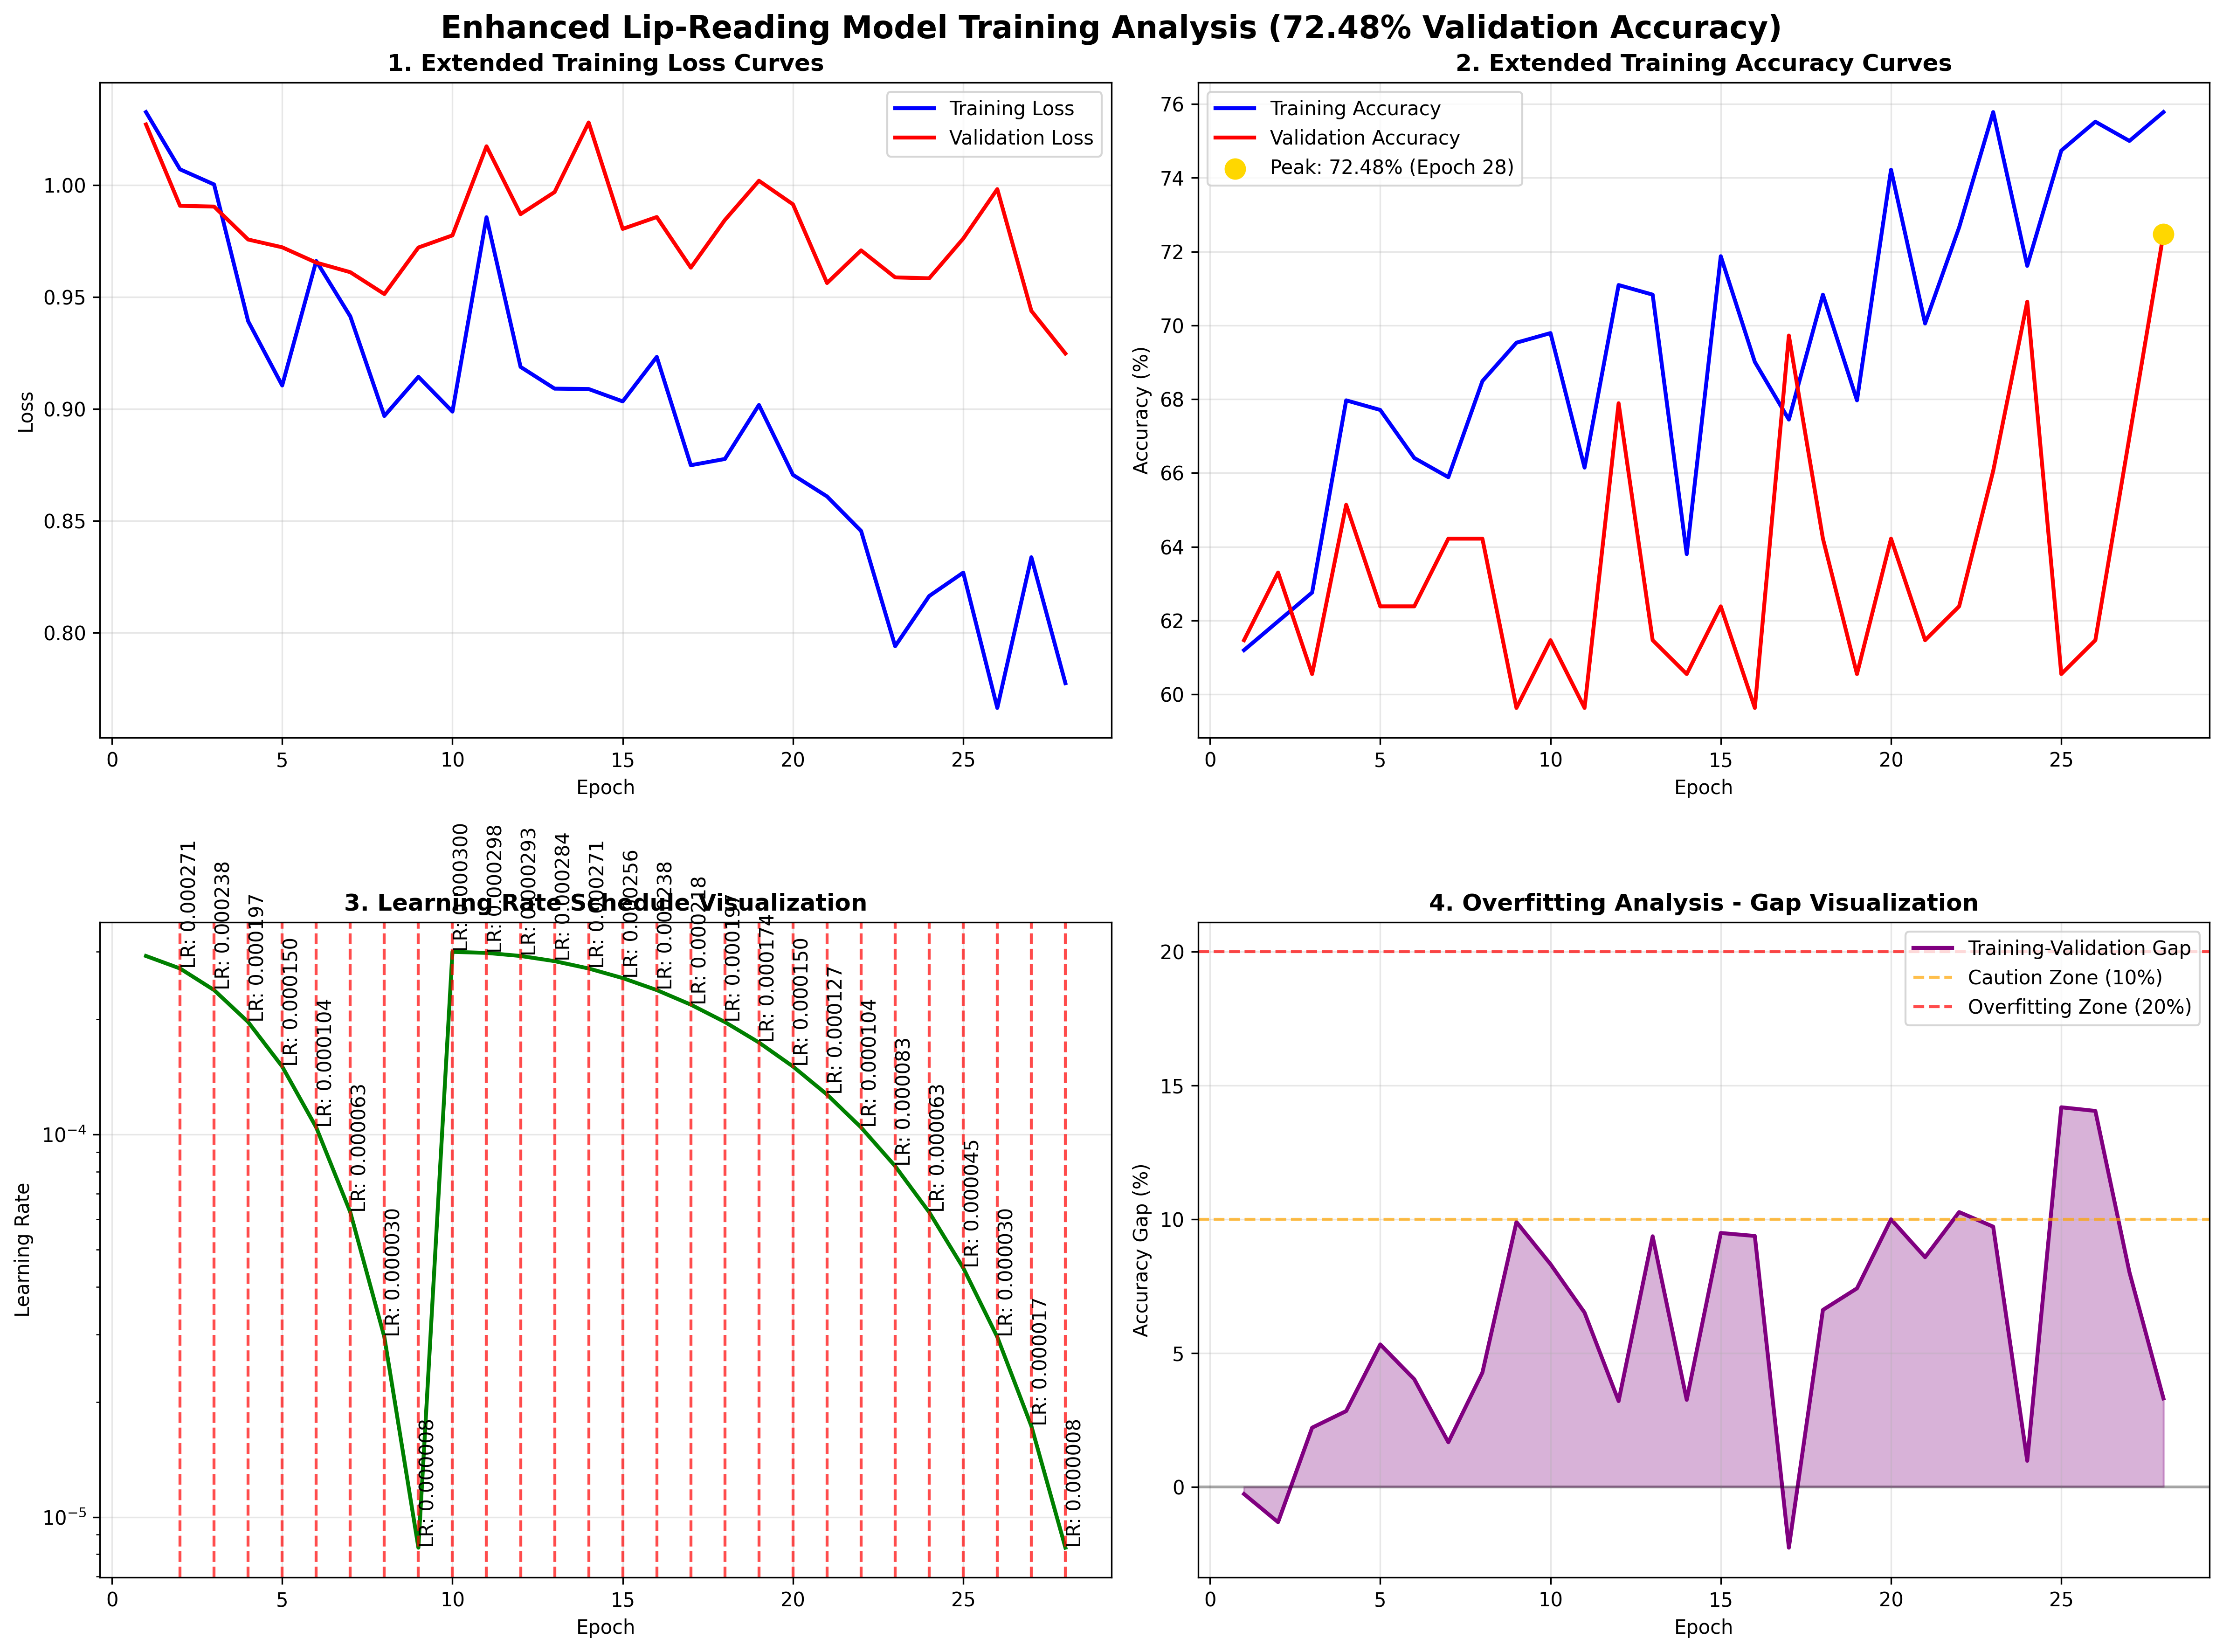 Enhanced Lip-Reading Model Training Analysis (72.48% Validation Accuracy)
1. Extended Training Loss Curves
Training Loss
Validation Loss
Loss
1.00
0.95
0.90
0.85
0.80
0
5
10
15
20
25
Epoch
2. Extended Training Accuracy Curves
Training Accuracy
Validation Accuracy
Peak: 72.48% (Epoch 28)
Accuracy (%)
76
74
72
70
68
66
64
62
60
0
5
10
15
20
25
Epoch
3. Learning Rate Schedule Visualization
Learning Rate
10⁻⁴
10⁻⁵
LR: 0.000271
LR: 0.000238
LR: 0.000197
LR: 0.000150
LR: 0.000104
LR: 0.000063
LR: 0.000030
LR: 0.000008
LR: 0.000300
LR: 0.000298
LR: 0.000293
LR: 0.000284
LR: 0.000271
LR: 0.000256
LR: 0.000238
LR: 0.000218
LR: 0.000197
LR: 0.000174
LR: 0.000150
LR: 0.000127
LR: 0.000104
LR: 0.000083
LR: 0.000063
LR: 0.000045
LR: 0.000030
LR: 0.000017
LR: 0.000008
0
5
10
15
20
25
Epoch
4. Overfitting Analysis - Gap Visualization
Training-Validation Gap
Caution Zone (10%)
Overfitting Zone (20%)
Accuracy Gap (%)
20
15
10
5
0
0
5
10
15
20
25
Epoch